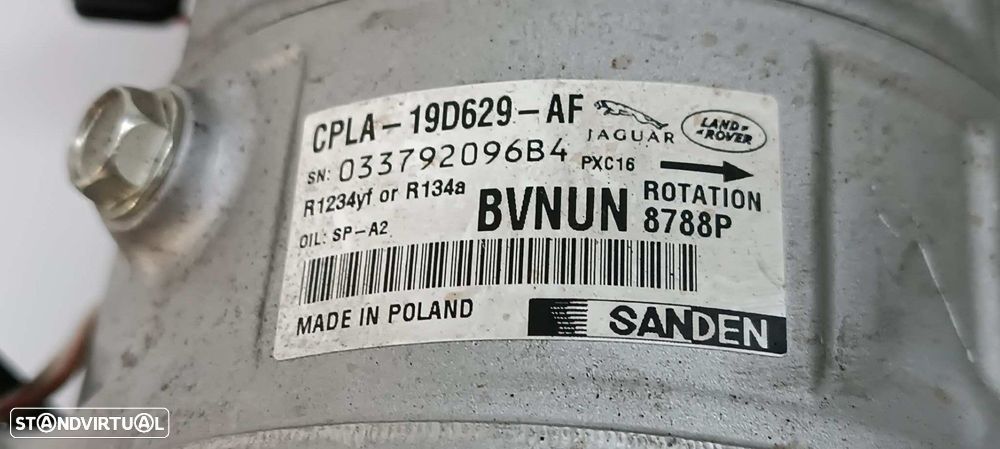 CPLA-19D629-AF
JAGUAR
LAND-
-ROVER
SN: 033792096B4
PXC16
R1234yf or R134a
BVNUN
ROTATION
8788P
OIL: SP-A2
MADE IN POLAND
SANDEN
STANDVIRTUAL